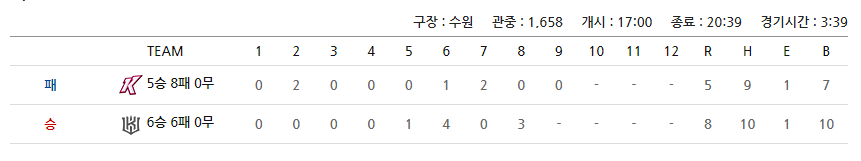 구장 : 수원 관중 : 1,658 개시 : 17:00 종료 : 20:39 경기시간 : 3:39
TEAM 1 2 3 4 5 6 7 8 9 10 11 12 R H E B
패 K 5승 8패 0무 0 2 0 0 0 1 2 0 0 - - - 5 9 1 7
승 kt 6승 6패 0무 0 0 0 0 1 4 0 3 - - - - 8 10 1 10